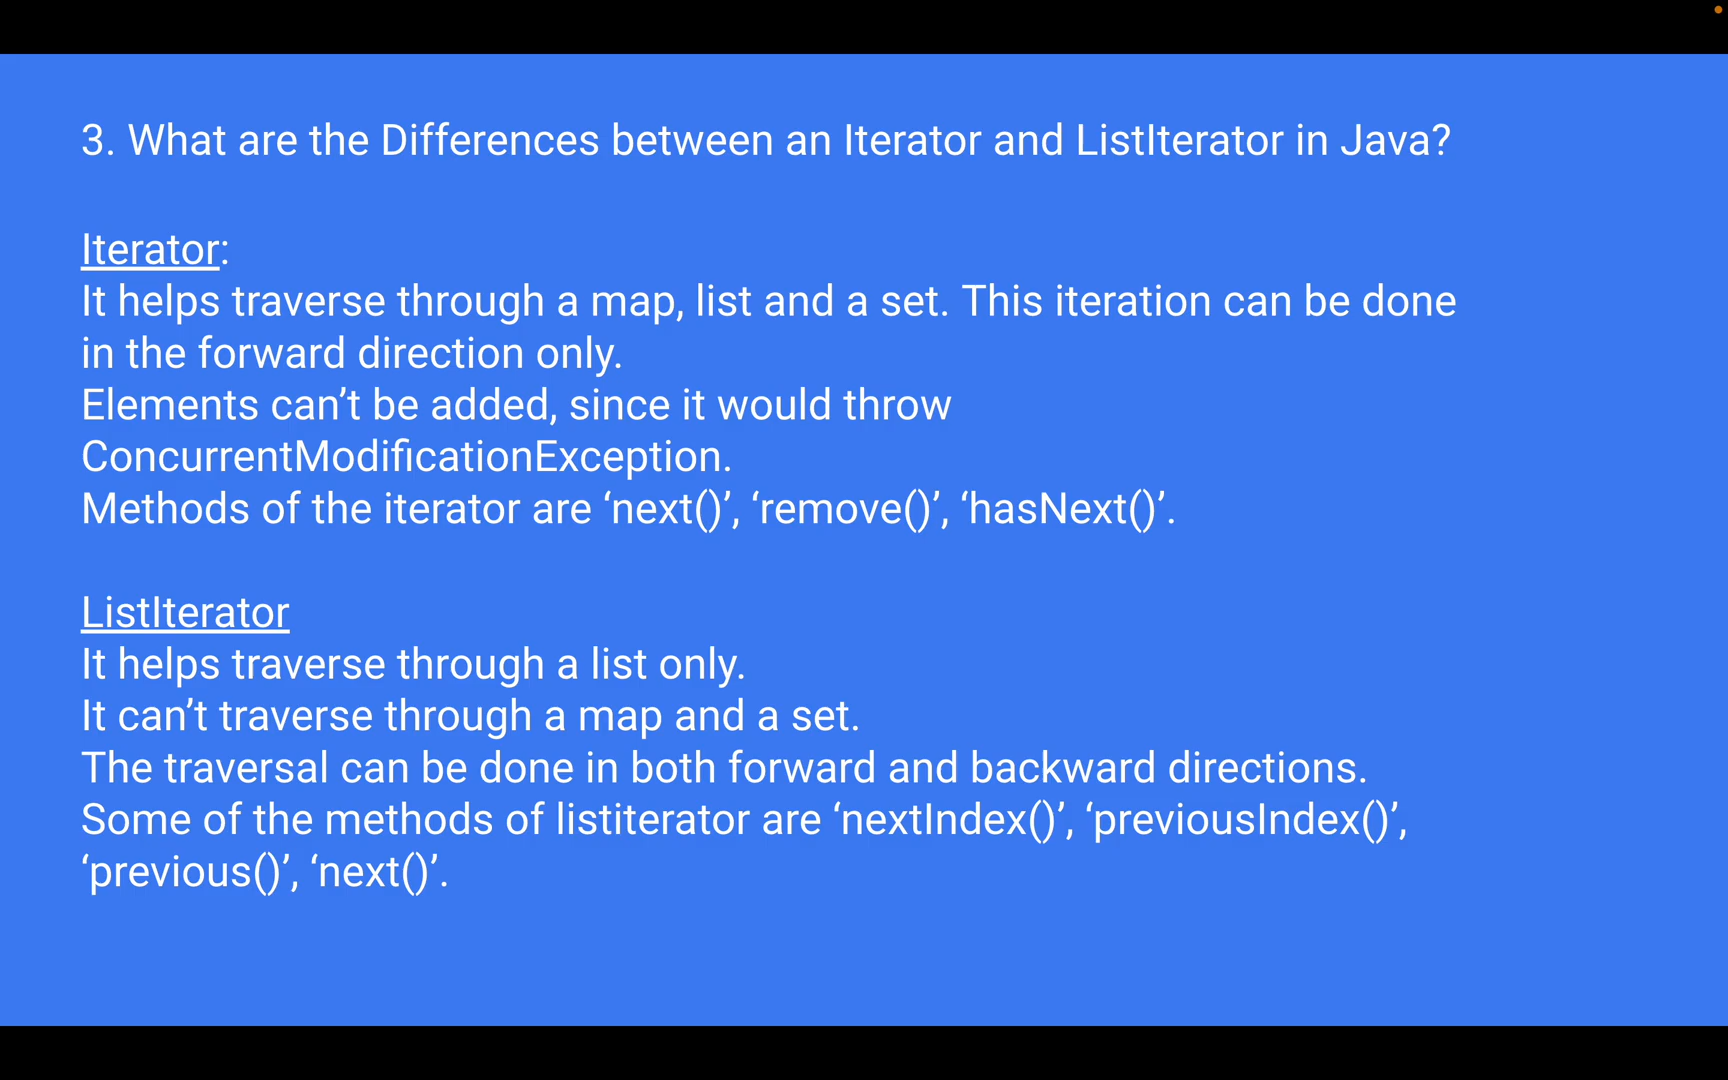 3. What are the Differences between an Iterator and ListIterator in Java?
Iterator:
It helps traverse through a map, list and a set. This iteration can be done
in the forward direction only.
Elements can’t be added, since it would throw
ConcurrentModificationException.
Methods of the iterator are ‘next()’, ‘remove()’, ‘hasNext()’.
ListIterator
It helps traverse through a list only.
It can’t traverse through a map and a set.
The traversal can be done in both forward and backward directions.
Some of the methods of listiterator are ‘nextIndex()’, ‘previousIndex()’,
‘previous()’, ‘next()’.